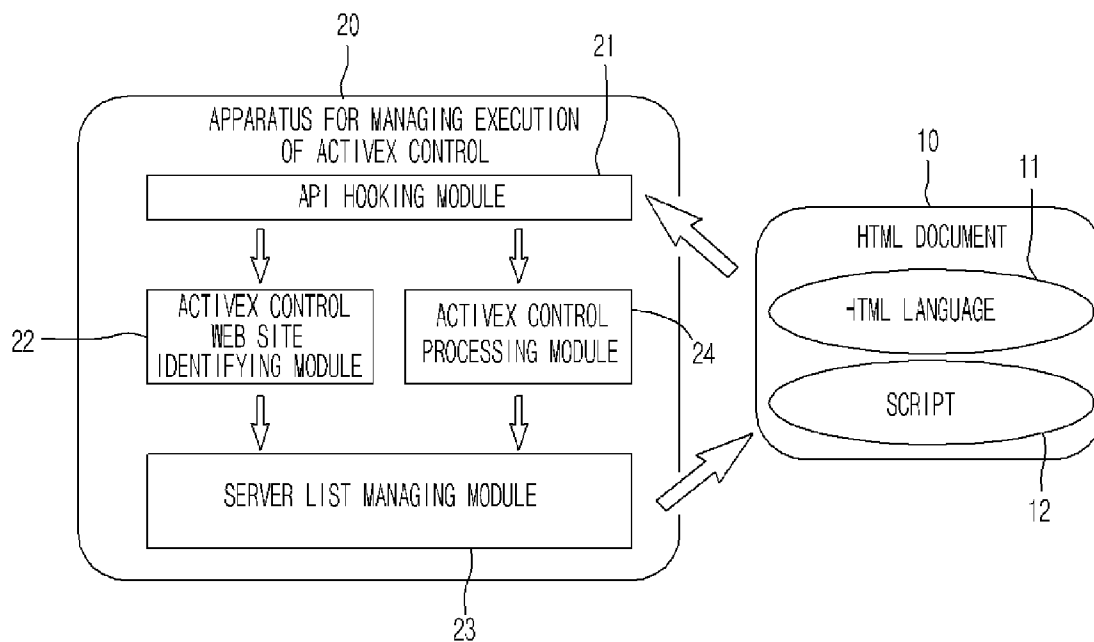 20
21
APPARATUS FOR MANAGING EXECUTION
OF ACTIVEX CONTROL
API HOOKING MODULE
22
ACTIVEX CONTROL
WEB SITE
IDENTIFYING MODULE
ACTIVEX CONTROL
PROCESSING MODULE
24
SERVER LIST MANAGING MODULE
23
10
11
HTML DOCUMENT
HTML LANGUAGE
SCRIPT
12